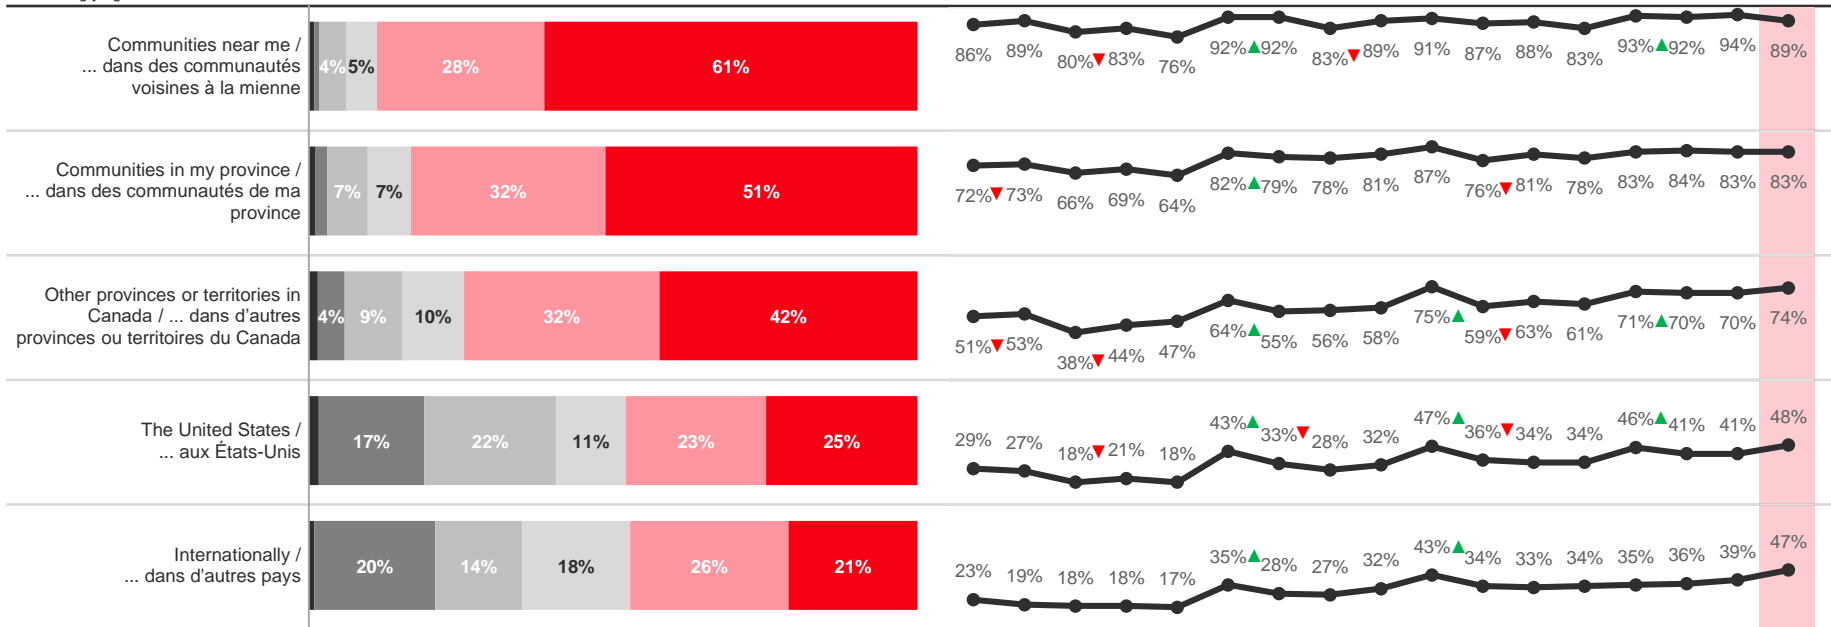 Communities near me /
... dans des communautés
voisines à la mienne
4% 5% 28% 61%
86% 89% 80% ▼ 83% 76% 92% ▲ 92% 83% ▼ 89% 91% 87% 88% 83% 93% ▲ 92% 94% 89%
Communities in my province /
... dans des communautés de ma
province
7% 7% 32% 51%
72% ▼ 73% 66% 69% 64% 82% ▲ 79% 78% 81% 87% 76% ▼ 81% 78% 83% 84% 83% 83%
Other provinces or territories in
Canada / ... dans d'autres
provinces ou territoires du Canada
4% 9% 10% 32% 42%
51% ▼ 53% 38% ▼ 44% 47% 64% ▲ 55% 56% 58% 75% ▲ 59% ▼ 63% 61% 71% ▲ 70% 70% 74%
The United States /
... aux États-Unis
17% 22% 11% 23% 25%
29% 27% 18% ▼ 21% 18% 43% ▲ 33% ▼ 28% 32% 47% ▲ 36% ▼ 34% 34% 46% ▲ 41% 41% 48%
Internationally /
... dans d'autres pays
20% 14% 18% 26% 21%
23% 19% 18% 18% 17% 35% ▲ 28% 27% 32% 43% ▲ 34% 33% 34% 35% 36% 39% 47%